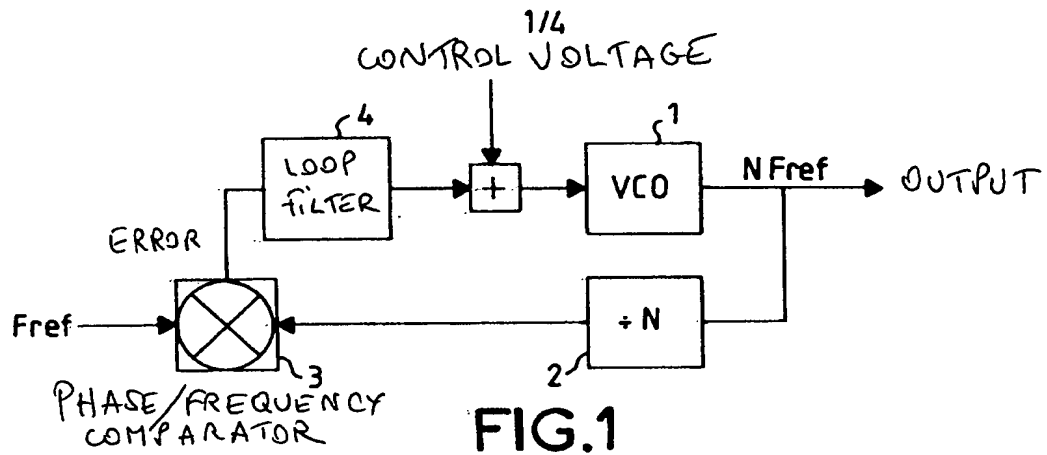 1/4
CONTROL VOLTAGE
4
LOOP
FILTER
+
1
VCO
N Fref
OUTPUT
ERROR
Fref
3
÷ N
2
PHASE/FREQUENCY
COMPARATOR
FIG.1